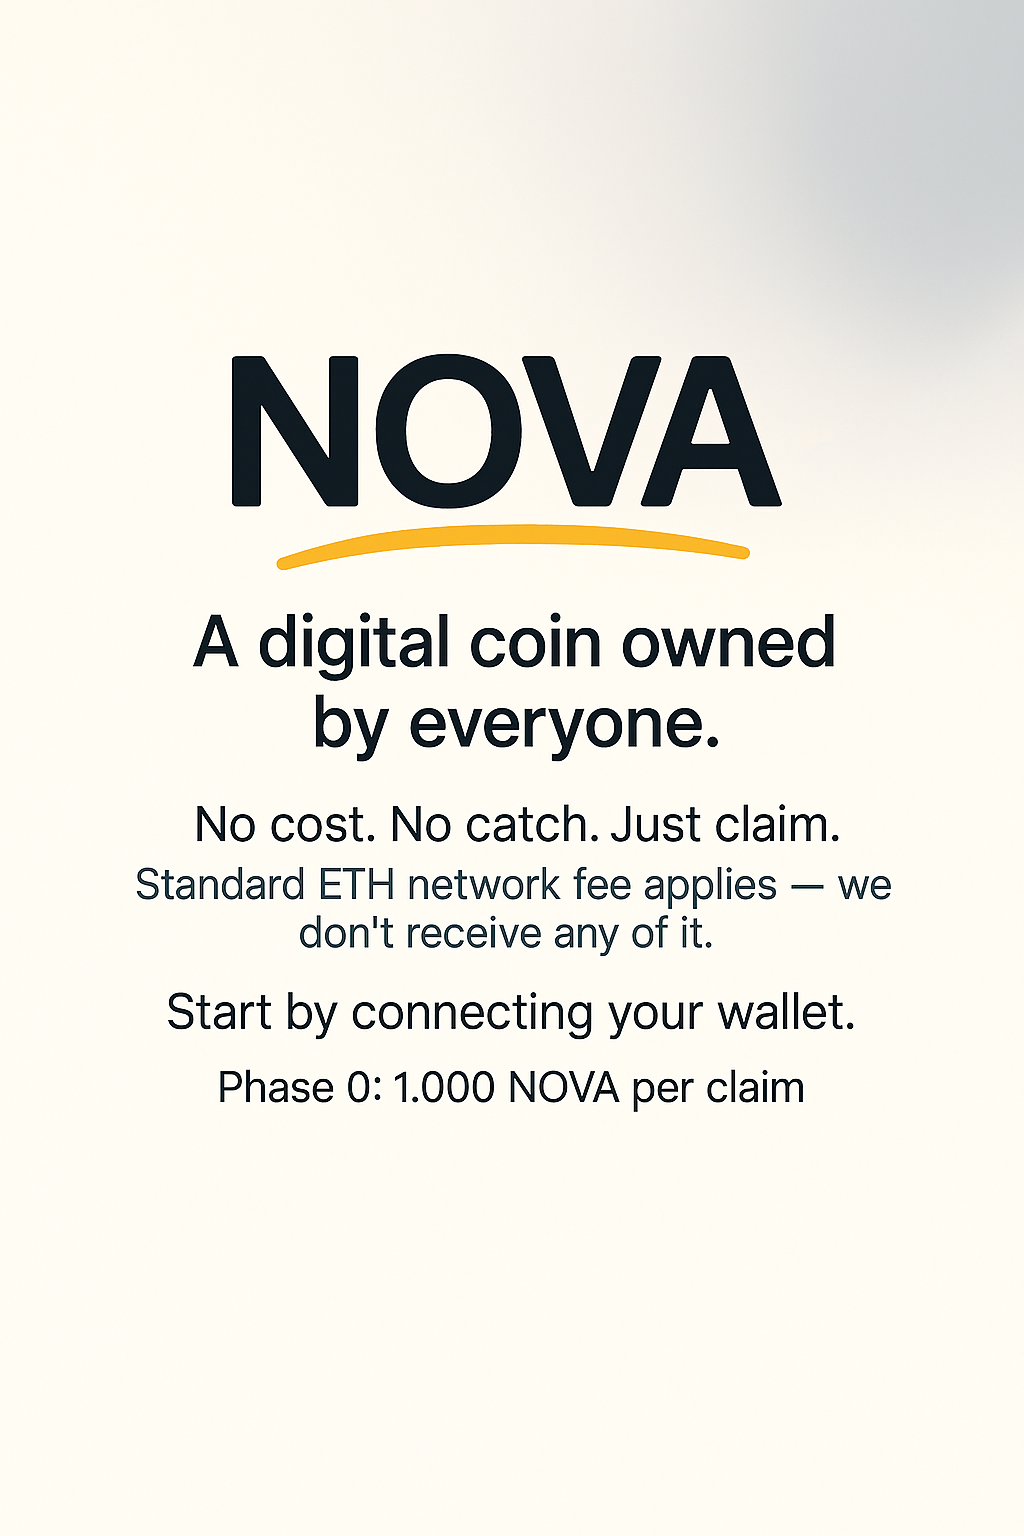 NOVA
A digital coin owned
by everyone.
No cost. No catch. Just claim.
Standard ETH network fee applies — we
don't receive any of it.
Start by connecting your wallet.
Phase 0: 1.000 NOVA per claim